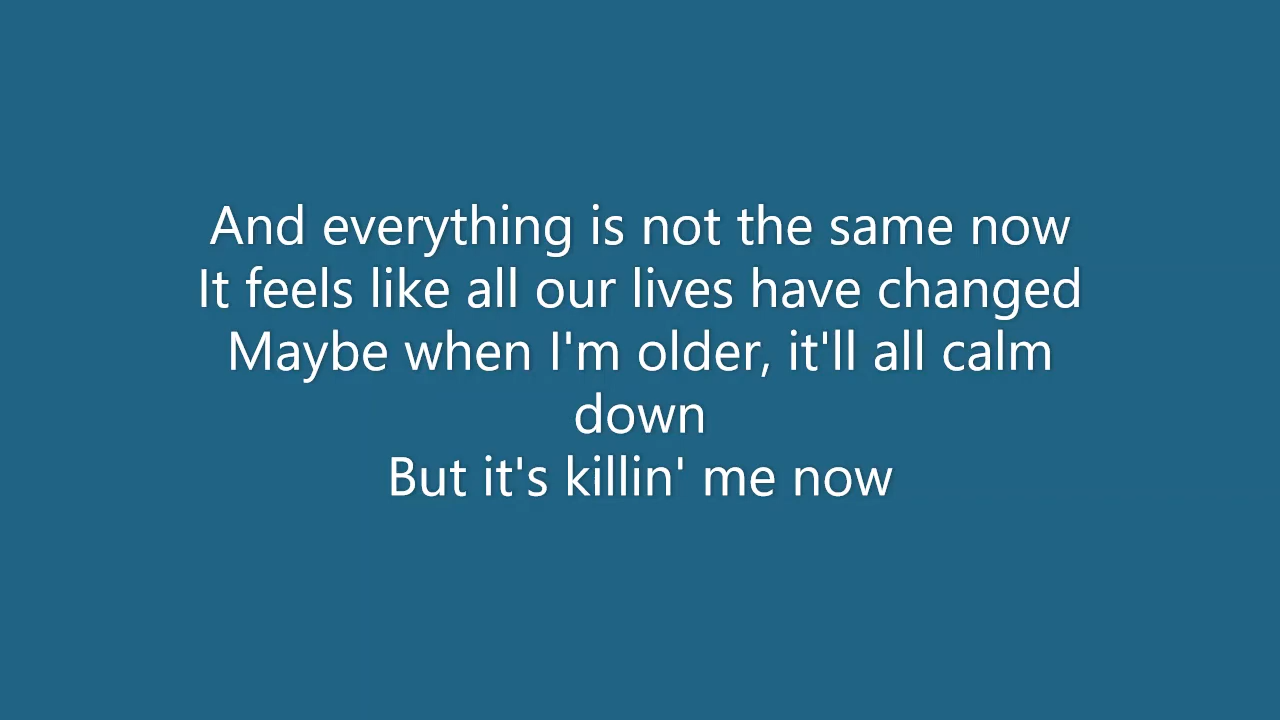 And everything is not the same now
It feels like all our lives have changed
Maybe when I'm older, it'll all calm
down
But it's killin' me now